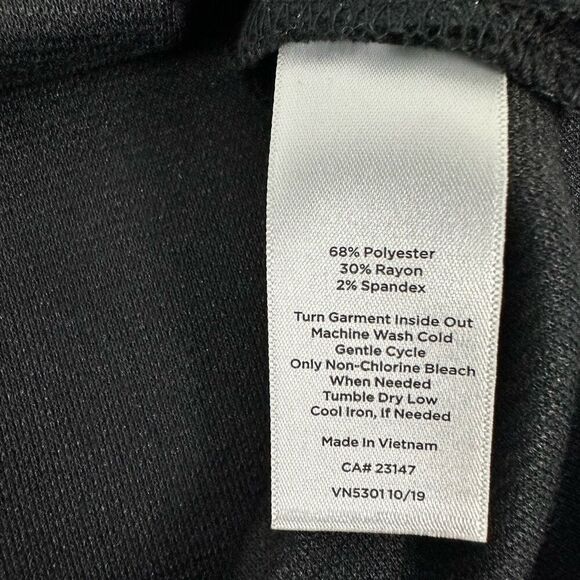 68% Polyester
30% Rayon
2% Spandex
Turn Garment Inside Out
Machine Wash Cold
Gentle Cycle
Only Non-Chlorine Bleach
When Needed
Tumble Dry Low
Cool Iron, If Needed
Made In Vietnam
CA# 23147
VN5301 10/19